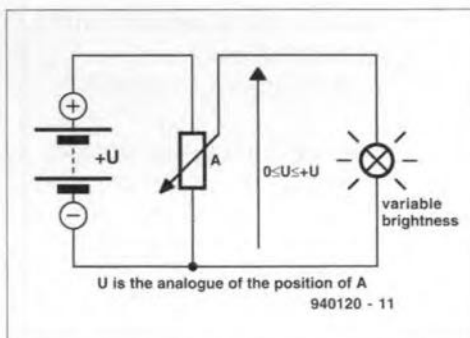 +
+U
A
0≤U≤+U
−
variable
brightness
U is the analogue of the position of A
940120 - 11